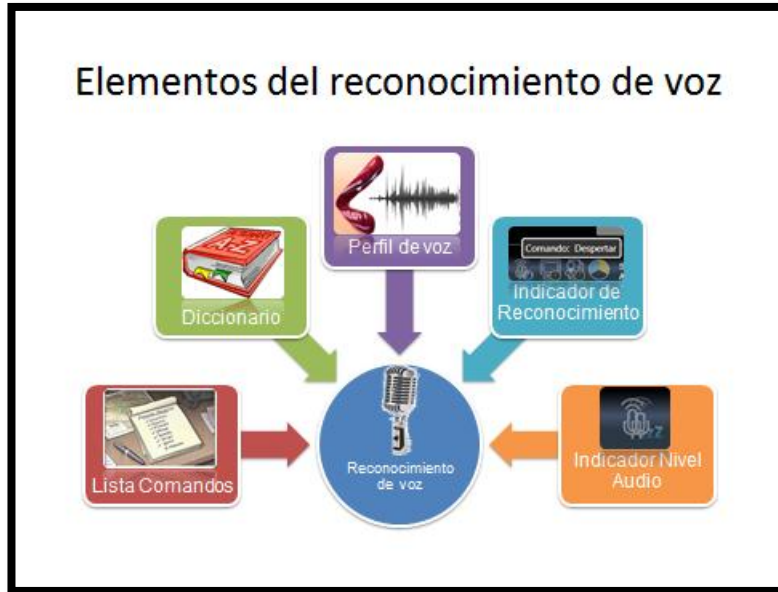 Elementos del reconocimiento de voz
Perfil de voz
A-Z
Diccionario
Comando: Despertar
Indicador de
Reconocimiento
Lista Comandos
Reconocimiento
de voz
Indicador Nivel
Audio